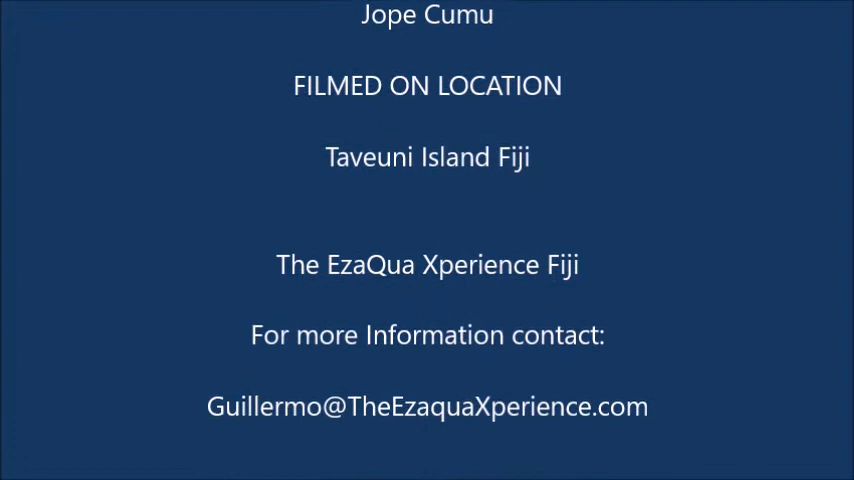 Jope Cumu
FILMED ON LOCATION
Taveuni Island Fiji
The EzaQua Xperience Fiji
For more Information contact:
Guillermo@TheEzaquaXperience.com